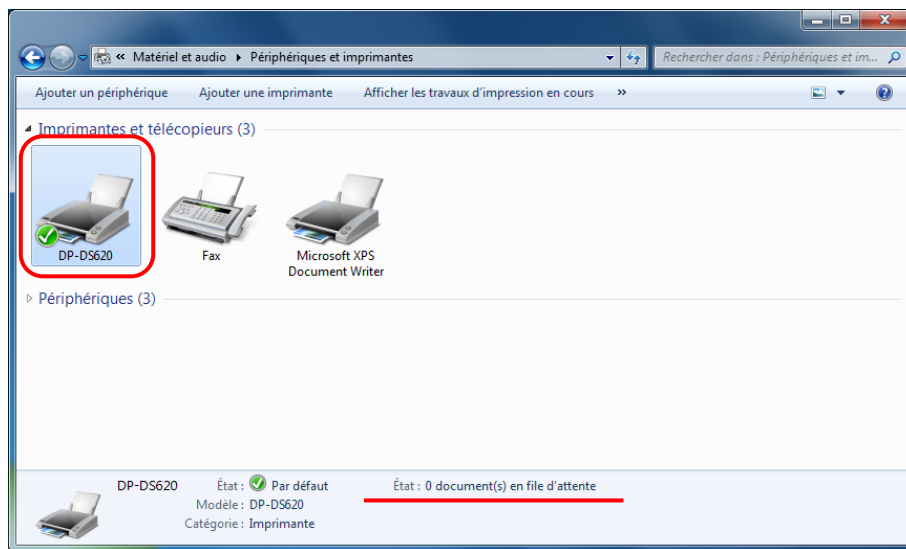 « Matériel et audio ▸ Périphériques et imprimantes
Rechercher dans : Périphériques et im...
Ajouter un périphérique Ajouter une imprimante Afficher les travaux d'impression en cours »
Imprimantes et télécopieurs (3)
DP-DS620
Fax
Microsoft XPS
Document Writer
Périphériques (3)
DP-DS620 État : Par défaut État : 0 document(s) en file d'attente
Modèle : DP-DS620
Catégorie : Imprimante